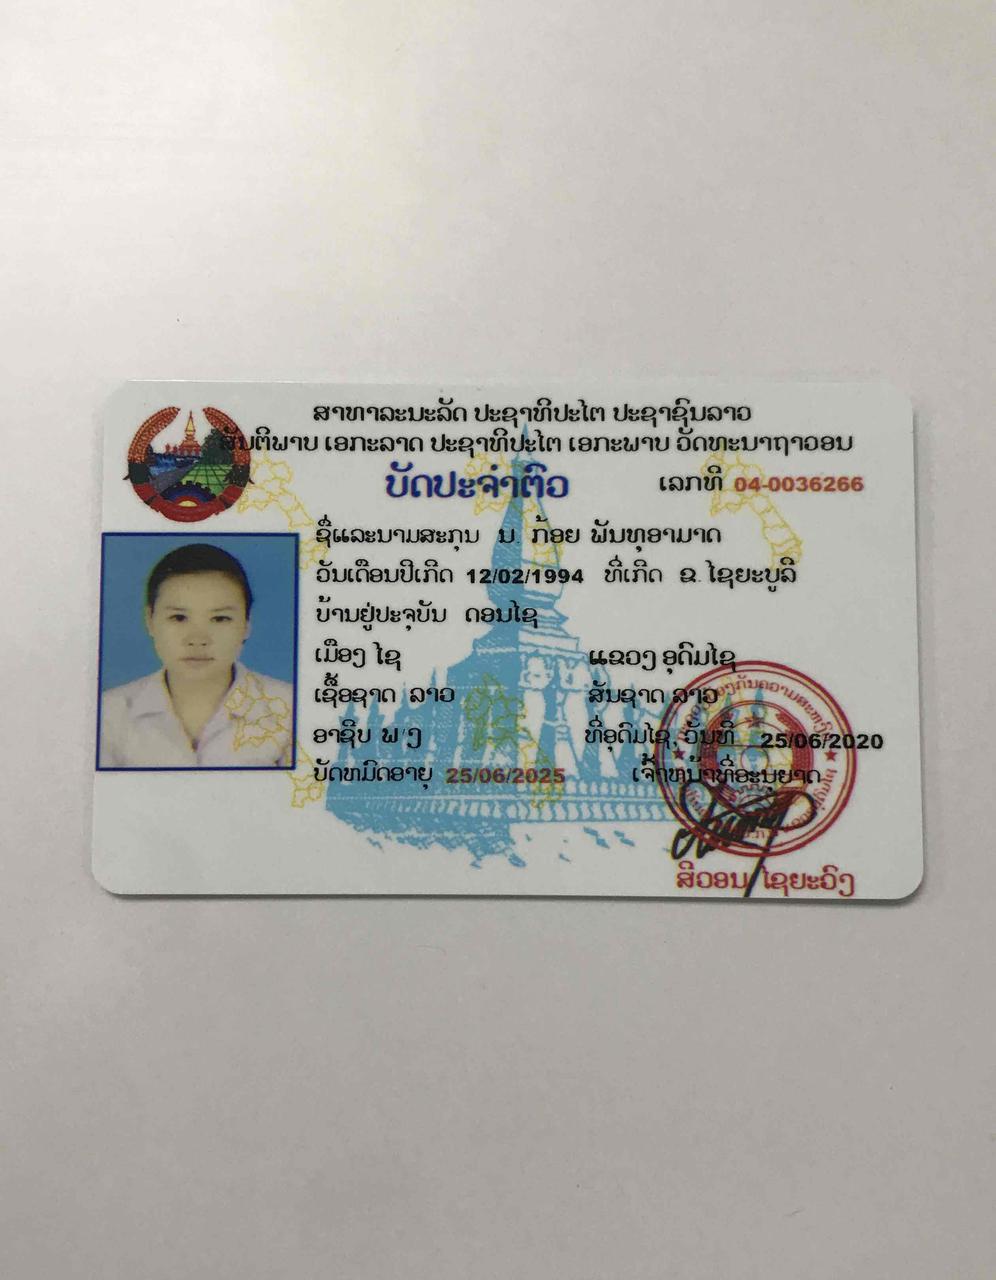 ສາທາລະນະລັດ ປະຊາທິປະໄຕ ປະຊາຊົນລາວ
ສັນຕິພາບ ເອກະລາດ ປະຊາທິປະໄຕ ເອກະພາບ ວັດທະນາຖາວອນ
ບັດປະຈຳຕົວ ເລກທີ 04-0036266
ຊື່ແລະນາມສະກຸນ ນ. ກ້ອຍ ພັນທຸອາມາດ
ວັນເດືອນປີເກີດ 12/02/1994 ທີ່ເກີດ ຂ. ໄຊຍະບູລີ
ບ້ານຢູ່ປະຈຸບັນ ດອນໄຊ
ເມືອງ ໄຊ ແຂວງ ອຸດົມໄຊ
ເຊື້ອຊາດ ລາວ ສັນຊາດ ລາວ
ອາຊີບ ພ/ງ ທີ່ອຸດົມໄຊ, ວັນທີ 25/06/2020
ບັດຫມົດອາຍຸ 25/06/2025 ເຈົ້າຫນ້າທີ່ອະນຸຍາດ
ສີວອນ ໄຊຍະວົງ